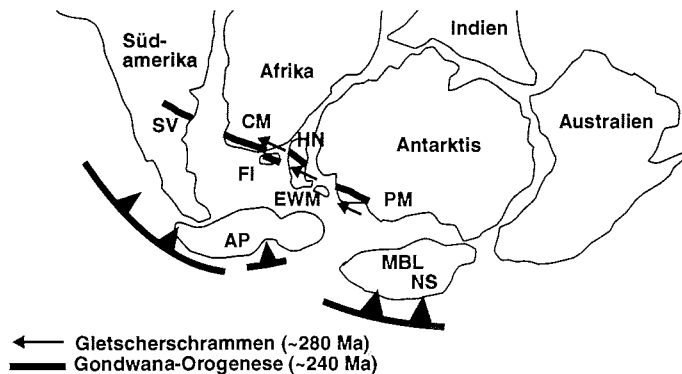 Süd-
amerika
Afrika
Indien
Antarktis
Australien
SV
CM
HN
FI
EWM
PM
AP
MBL
NS
Gletscherschrammen (~280 Ma)
Gondwana-Orogenese (~240 Ma)